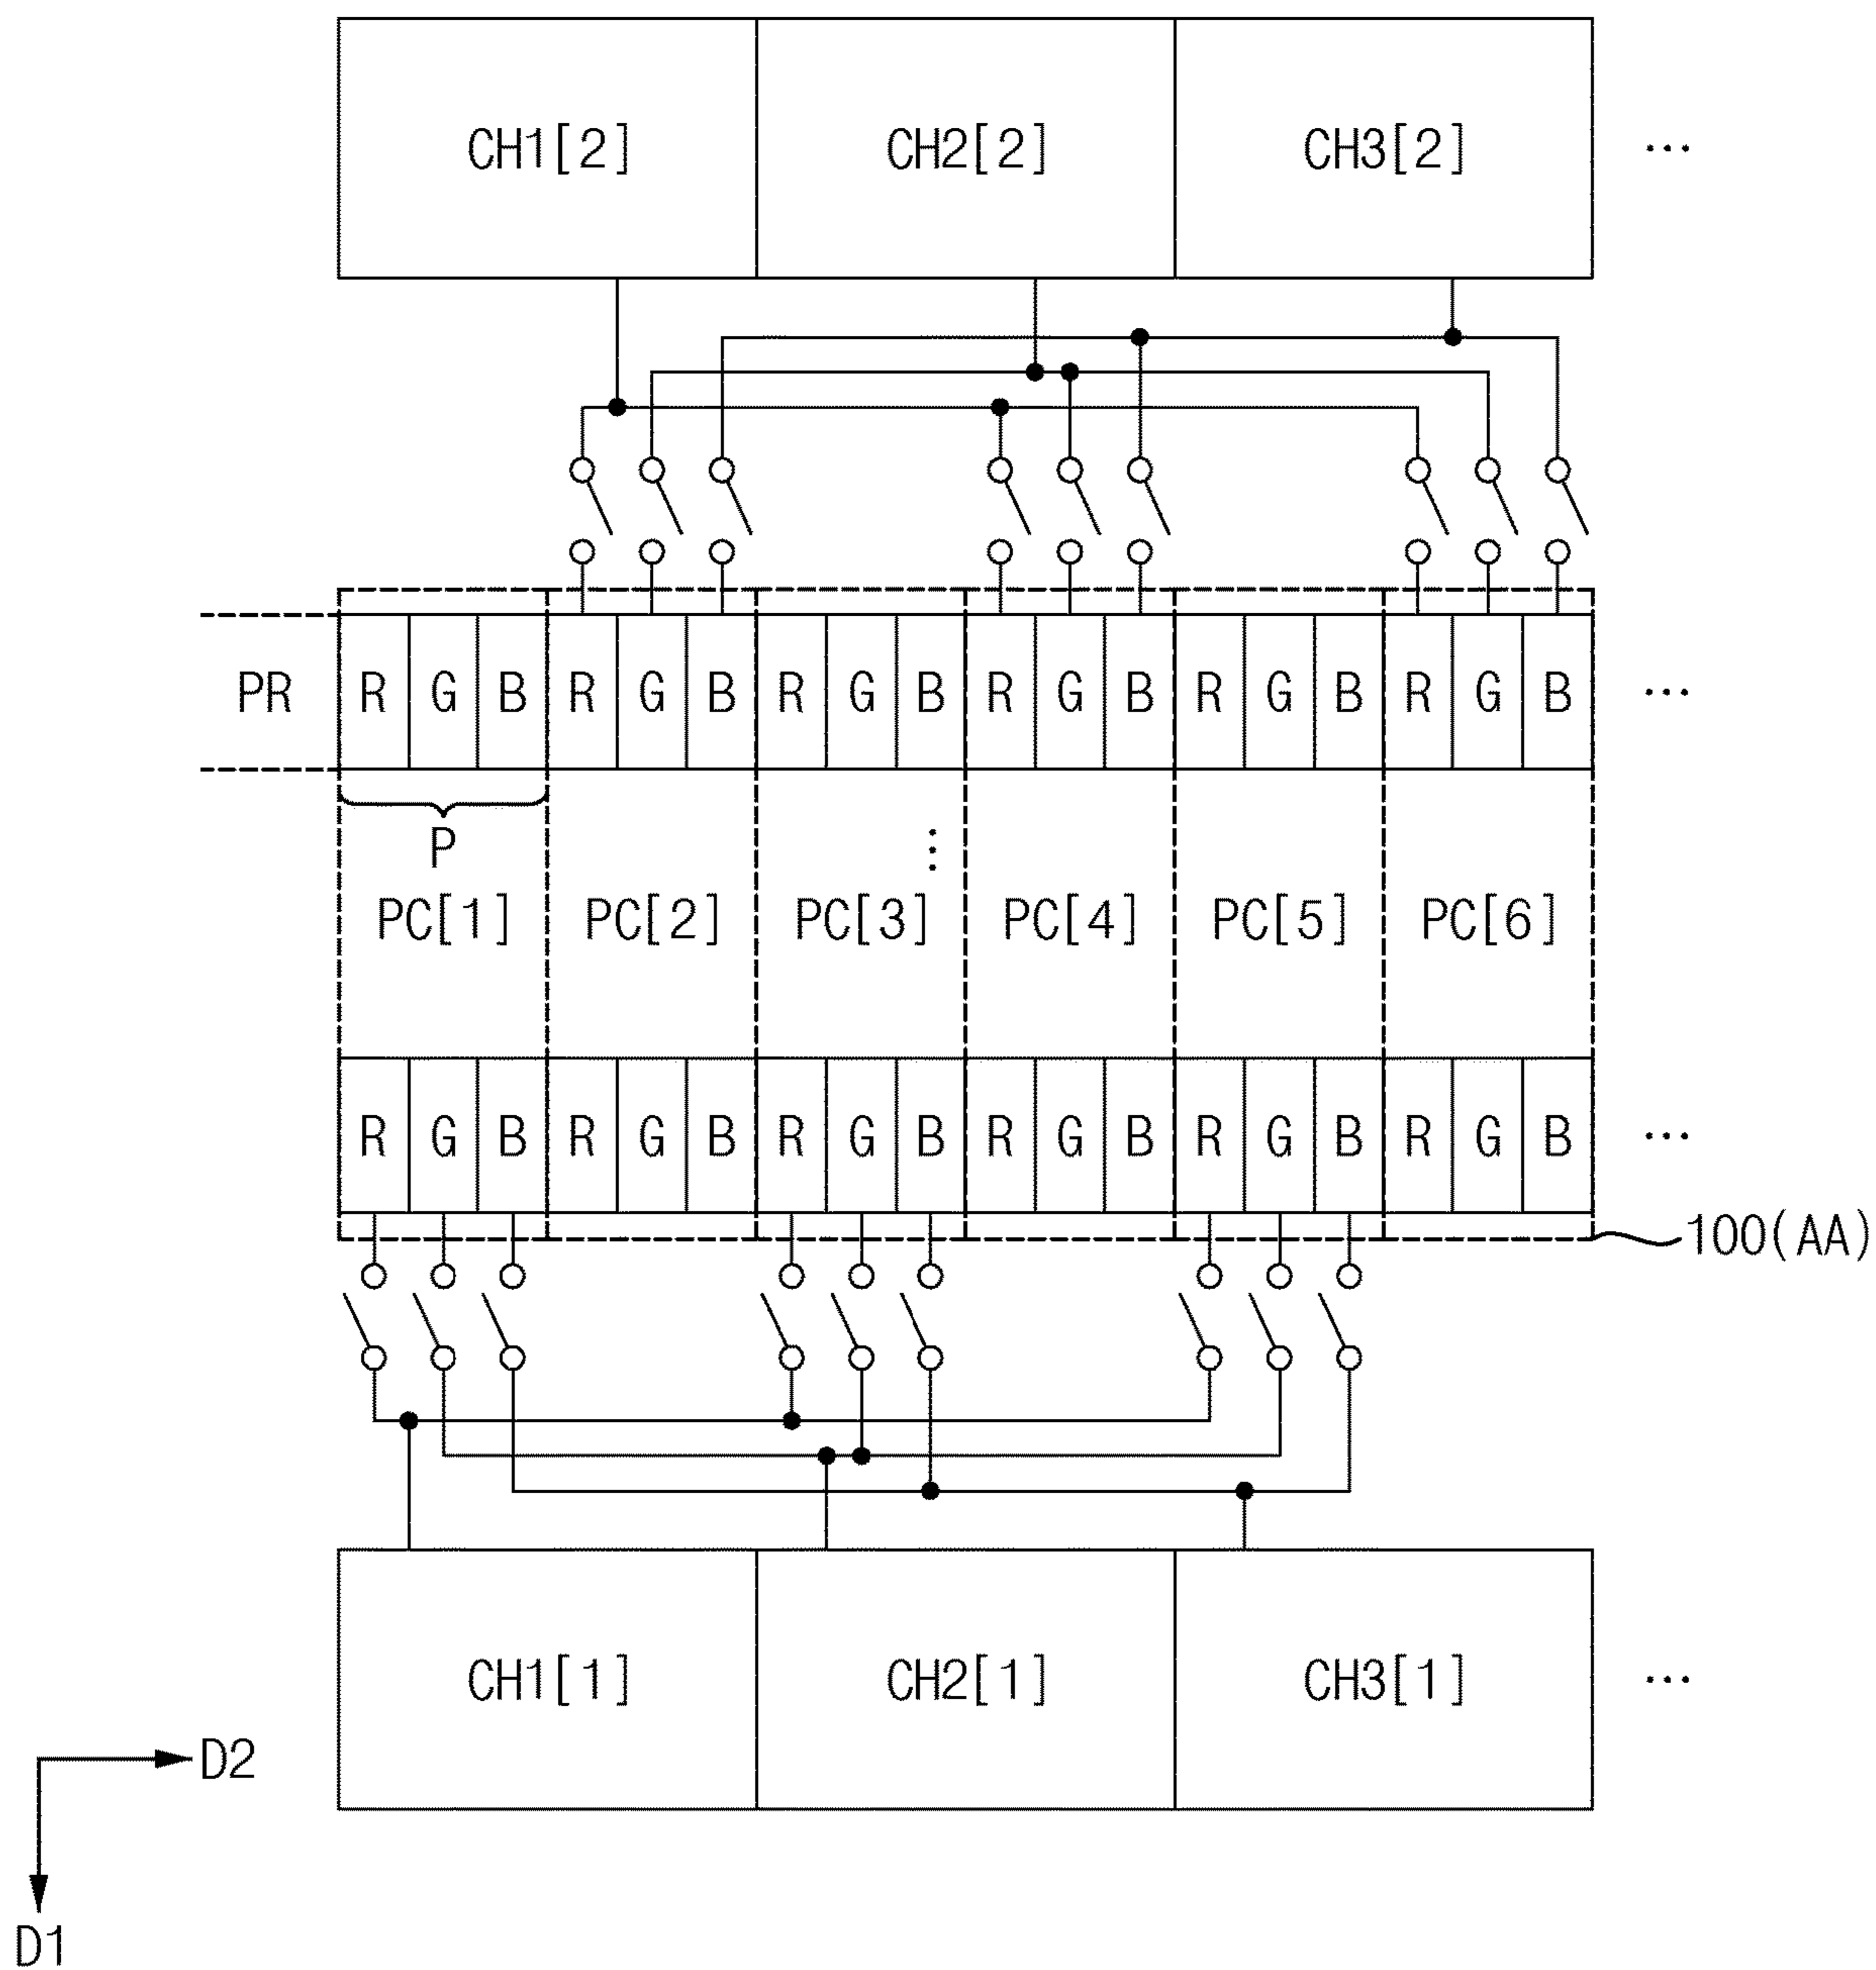 CH1[2] CH2[2] CH3[2] ...
PR R G B R G B R G B R G B R G B R G B ...
P
PC[1] PC[2] PC[3] PC[4] PC[5] PC[6]
R G B R G B R G B R G B R G B R G B ...
100(AA)
CH1[1] CH2[1] CH3[1] ...
D2
D1